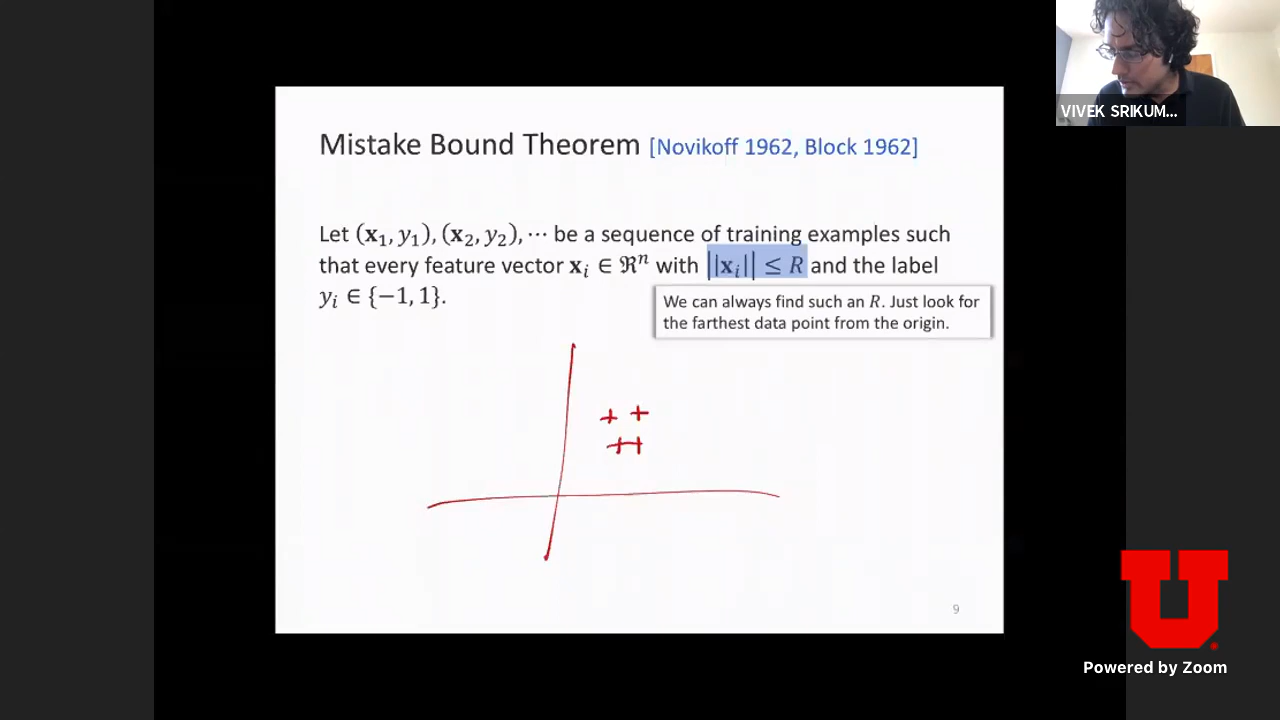 VIVEK SRIKUM...
Mistake Bound Theorem [Novikoff 1962, Block 1962]
Let (𝐱₁, y₁), (𝐱₂, y₂), ⋯ be a sequence of training examples such
that every feature vector 𝐱ᵢ ∈ ℜⁿ with ||𝐱ᵢ|| ≤ R and the label
yᵢ ∈ {−1, 1}.
We can always find such an R. Just look for
the farthest data point from the origin.
+ +
+ +
9
U
Powered by Zoom